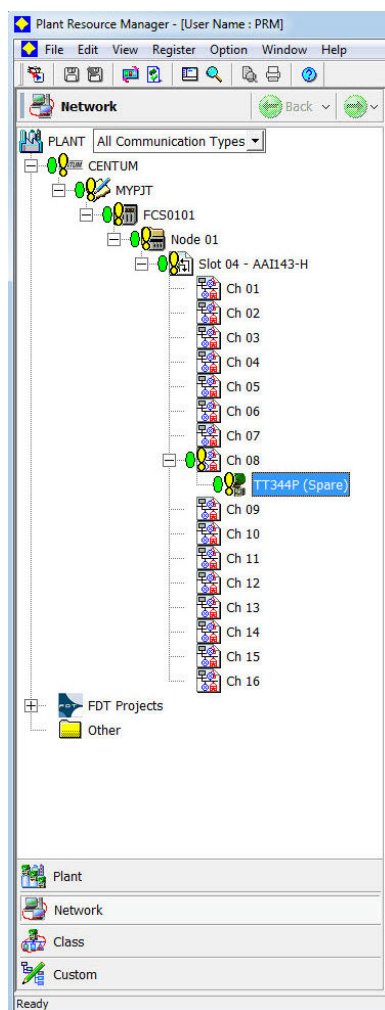 Plant Resource Manager - [User Name : PRM]
File Edit View Register Option Window Help
Network Back
PLANT All Communication Types
CENTUM
MYPJT
FCS0101
Node 01
Slot 04 - AAI143-H
Ch 01
Ch 02
Ch 03
Ch 04
Ch 05
Ch 06
Ch 07
Ch 08
TT344P (Spare)
Ch 09
Ch 10
Ch 11
Ch 12
Ch 13
Ch 14
Ch 15
Ch 16
FDT Projects
Other
Plant
Network
Class
Custom
Ready